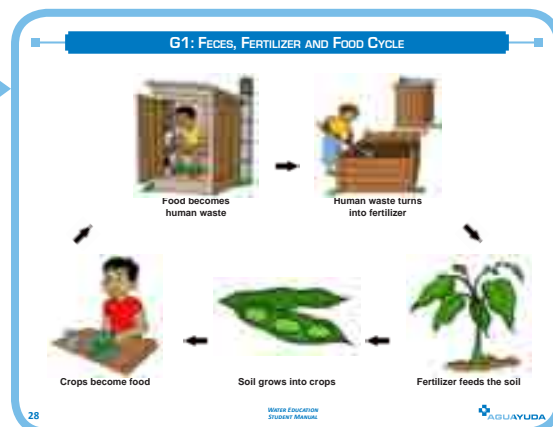 G1: FECES, FERTILIZER AND FOOD CYCLE
Food becomes
human waste
Human waste turns
into fertilizer
Crops become food
Soil grows into crops
Fertilizer feeds the soil
28
WATER EDUCATION
STUDENT MANUAL
AGUAYUDA